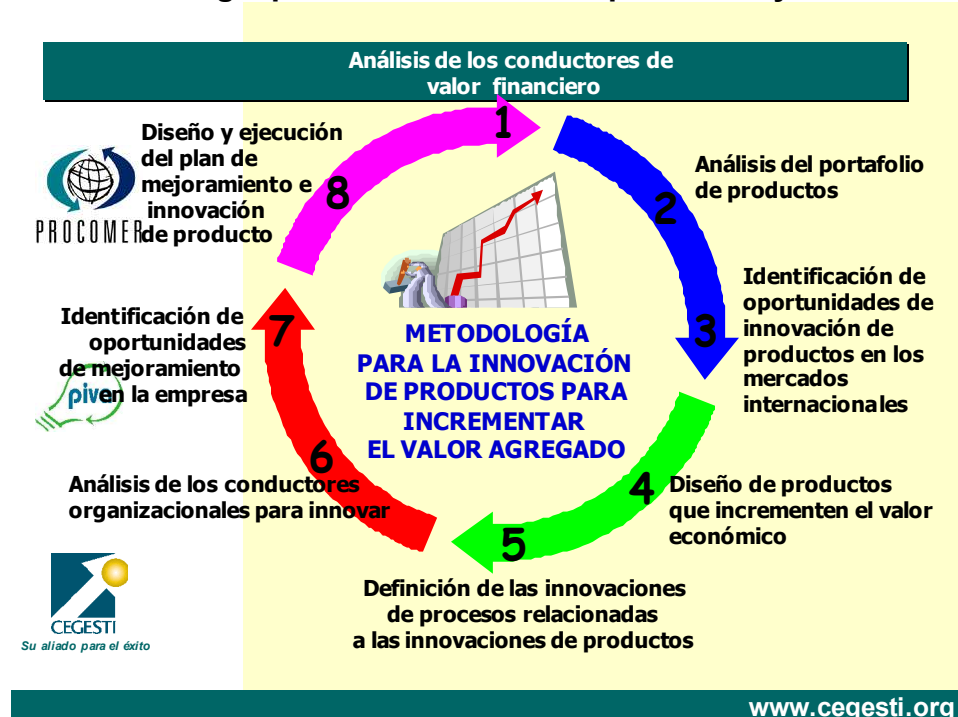 Análisis de los conductores de
valor financiero
1
Diseño y ejecución
del plan de
mejoramiento e
innovación
de producto
8
PROCOMER
2
Análisis del portafolio
de productos
3
Identificación de
oportunidades de
innovación de
productos en los
mercados
internacionales
7
Identificación de
oportunidades
de mejoramiento
en la empresa
METODOLOGÍA
PARA LA INNOVACIÓN
DE PRODUCTOS PARA
INCREMENTAR
EL VALOR AGREGADO
6
Análisis de los conductores
organizacionales para innovar
4
Diseño de productos
que incrementen el valor
económico
5
Definición de las innovaciones
de procesos relacionadas
a las innovaciones de productos
CEGESTI
Su aliado para el éxito
www.cegesti.org